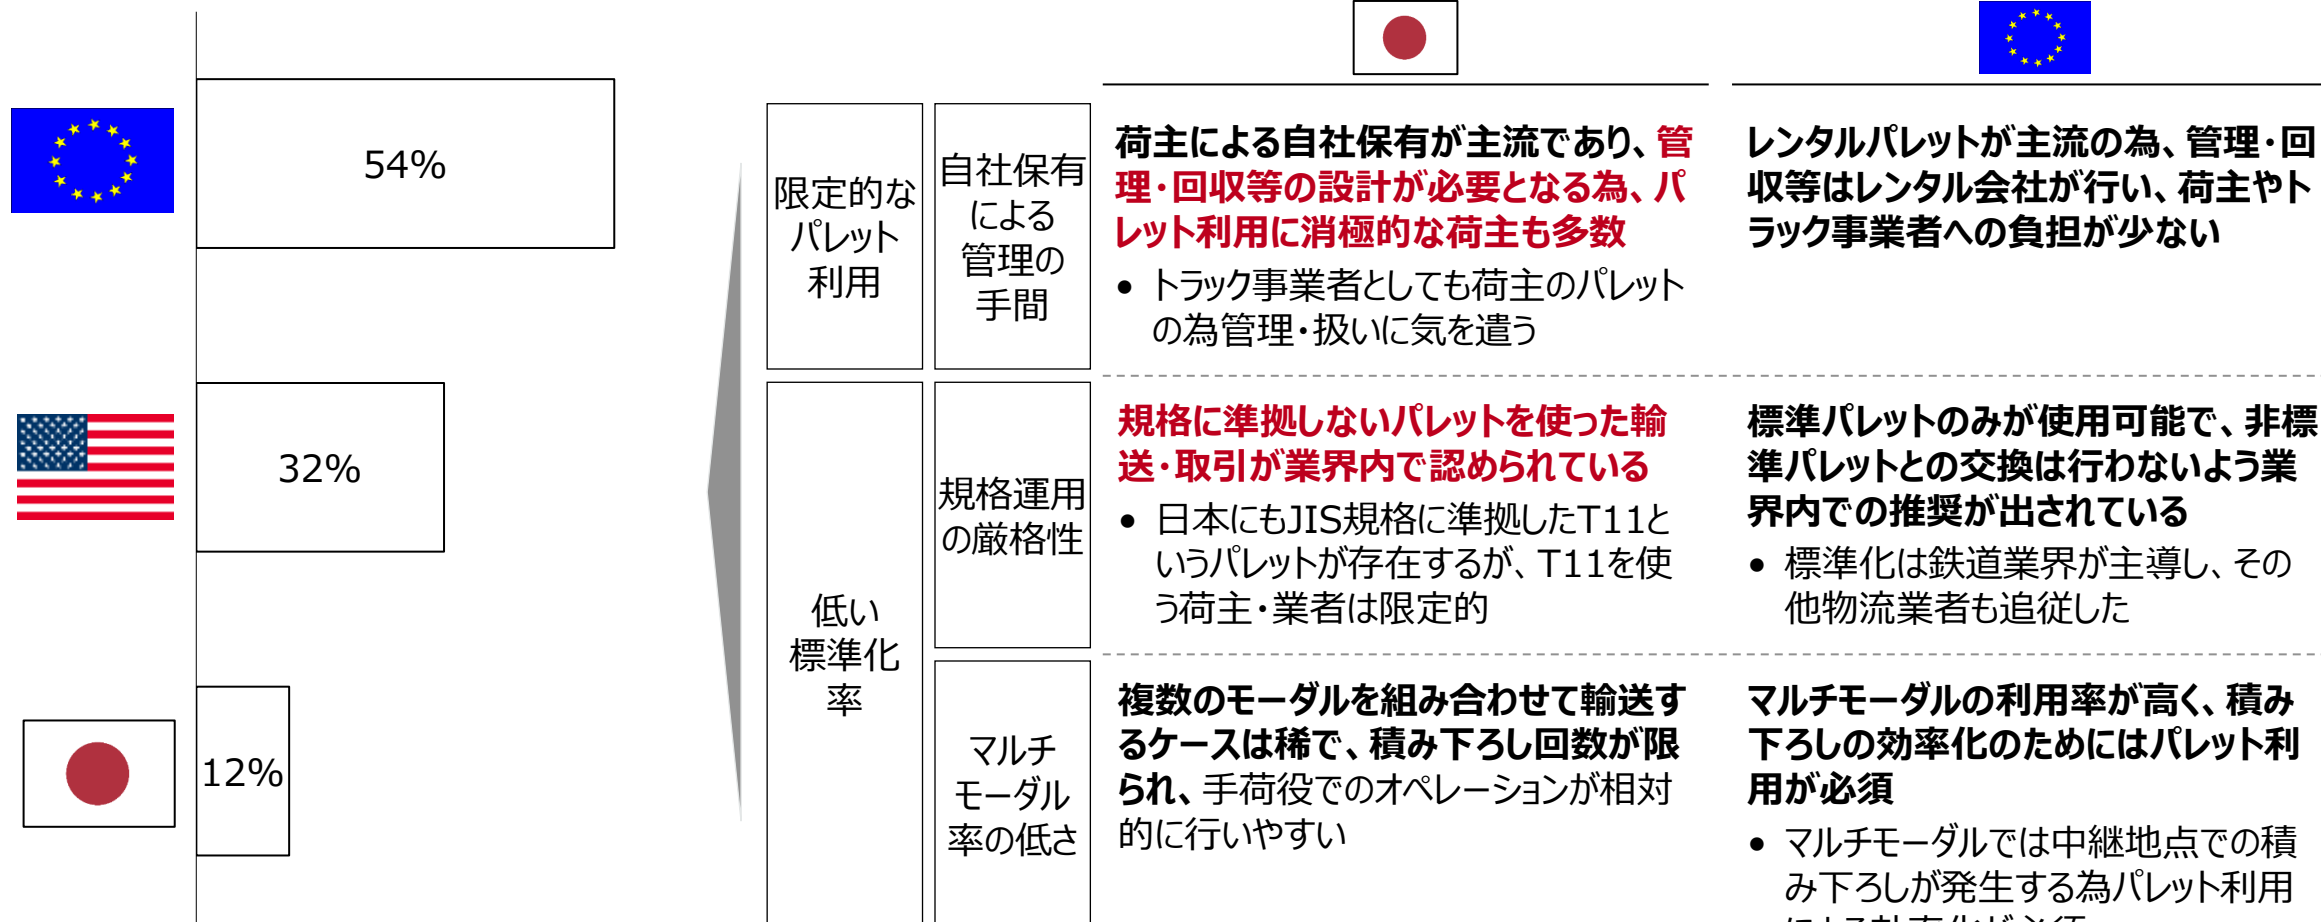 54%
32%
12%
限定的な
パレット
利用
自社保有
による
管理の
手間
荷主による自社保有が主流であり、管
理・回収等の設計が必要となる為、パ
レット利用に消極的な荷主も多数
• トラック事業者としても荷主のパレット
の為管理・扱いに気を遣う
レンタルパレットが主流の為、管理・回
収等はレンタル会社が行い、荷主やト
ラック事業者への負担が少ない
低い
標準化
率
規格運用
の厳格性
規格に準拠しないパレットを使った輸
送・取引が業界内で認められている
• 日本にもJIS規格に準拠したT11と
いうパレットが存在するが、T11を使
う荷主・業者は限定的
標準パレットのみが使用可能で、非標
準パレットとの交換は行わないよう業
界内での推奨が出されている
• 標準化は鉄道業界が主導し、その
他物流業者も追従した
マルチ
モーダル
率の低さ
複数のモーダルを組み合わせて輸送す
るケースは稀で、積み下ろし回数が限
られ、手荷役でのオペレーションが相対
的に行いやすい
マルチモーダルの利用率が高く、積み
下ろしの効率化のためにはパレット利
用が必須
• マルチモーダルでは中継地点での積
み下ろしが発生する為パレット利用